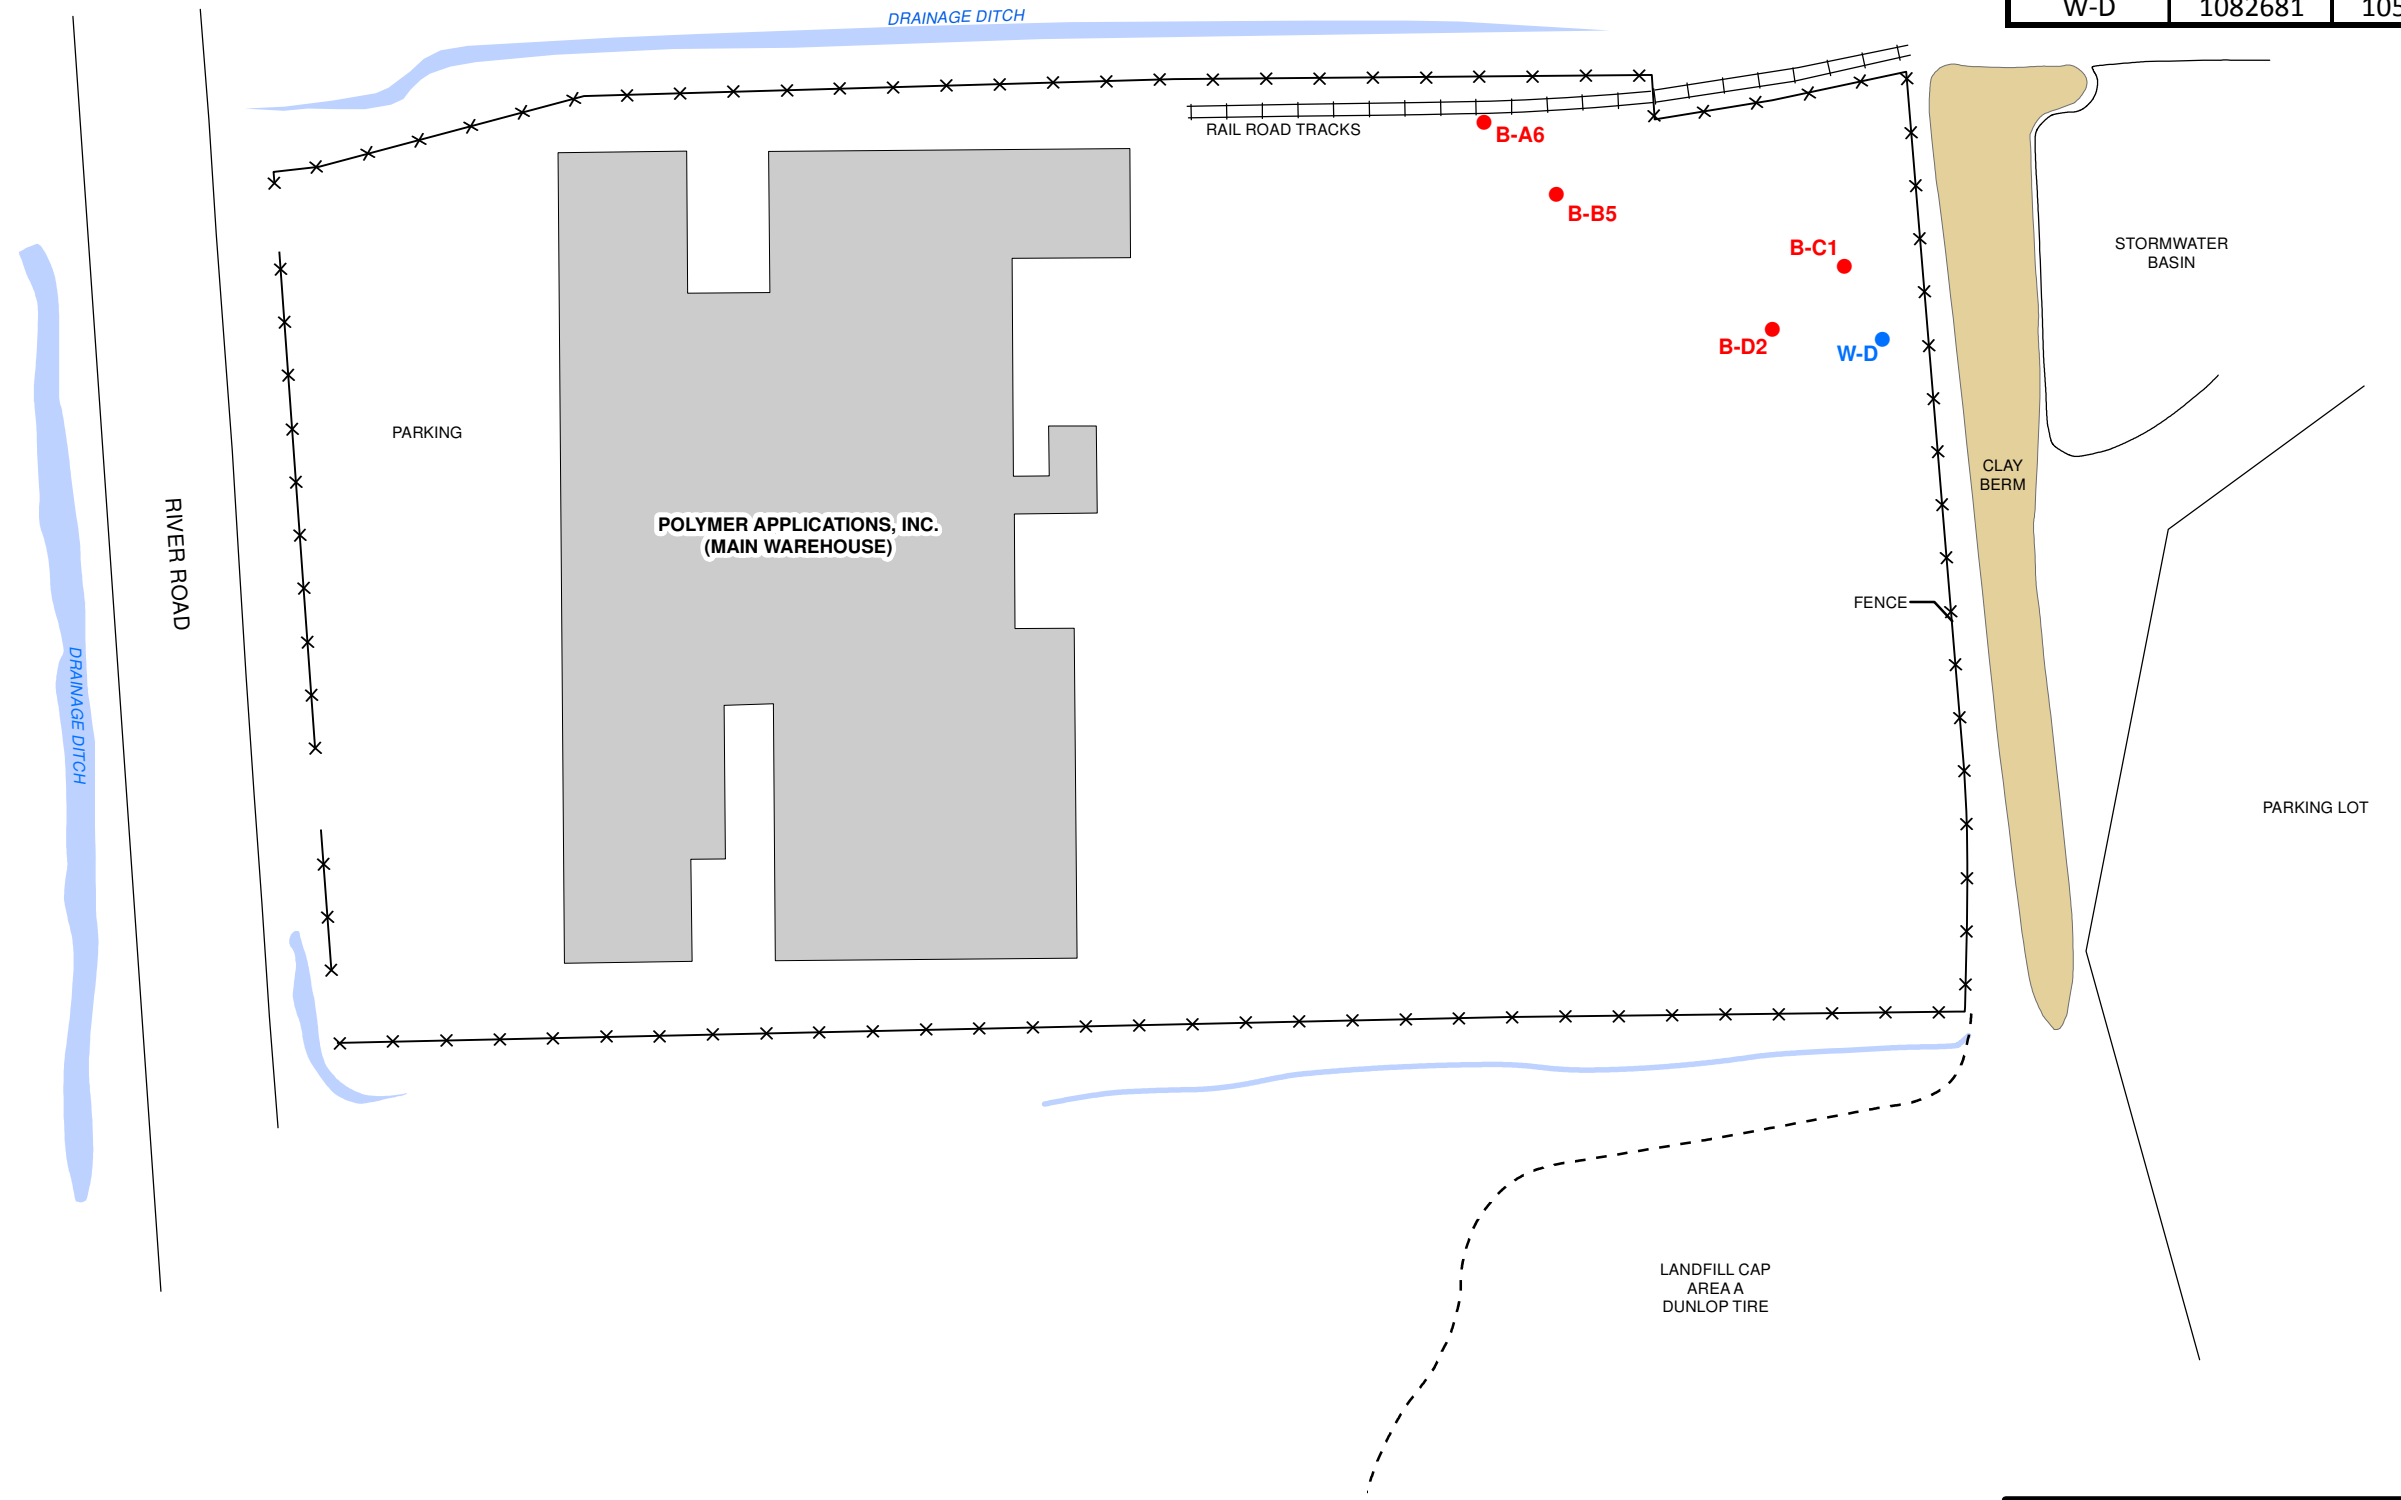 DRAINAGE DITCH
W-D 1082681
RAIL ROAD TRACKS
B-A6
B-B5
B-C1
STORMWATER
BASIN
B-D2
W-D
PARKING
CLAY
BERM
POLYMER APPLICATIONS, INC.
(MAIN WAREHOUSE)
RIVER ROAD
FENCE
DRAINAGE DITCH
PARKING LOT
LANDFILL CAP
AREA A
DUNLOP TIRE